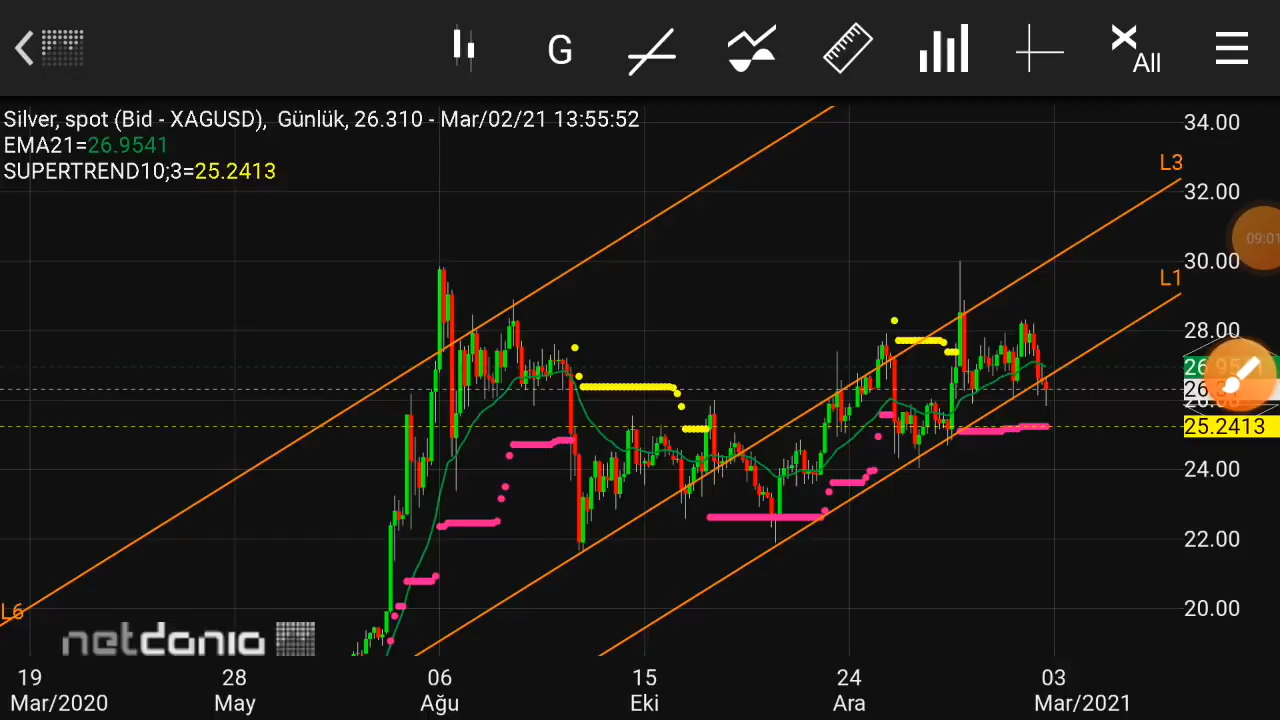 G
All
Silver, spot (Bid - XAGUSD), Günlük, 26.310 - Mar/02/21 13:55:52
EMA21=26.9541
SUPERTREND10;3=25.2413
34.00
L3
32.00
09:01
30.00
L1
28.00
25.2413
24.00
22.00
20.00
L6
netdania
19 28 06 15 24 03
Mar/2020 May Ağu Eki Ara Mar/2021